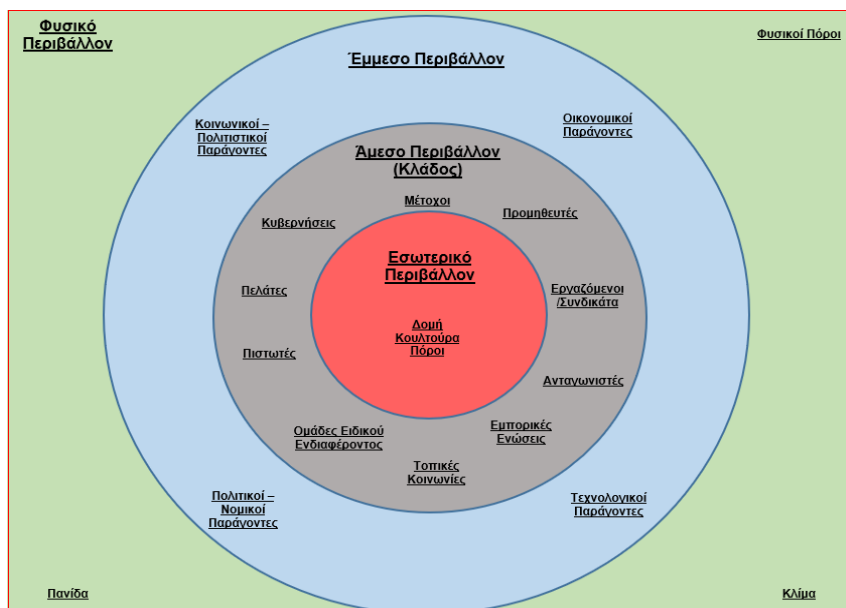 Φυσικό
Περιβάλλον
Φυσικοί Πόροι
Έμμεσο Περιβάλλον
Κοινωνικοί –
Πολιτιστικοί
Παράγοντες
Οικονομικοί
Παράγοντες
Άμεσο Περιβάλλον
(Κλάδος)
Μέτοχοι
Κυβερνήσεις
Προμηθευτές
Εσωτερικό
Περιβάλλον
Πελάτες
Εργαζόμενοι
/Συνδικάτα
Δομή
Κουλτούρα
Πόροι
Πιστωτές
Ανταγωνιστές
Ομάδες Ειδικού
Ενδιαφέροντος
Εμπορικές
Ενώσεις
Τοπικές
Κοινωνίες
Πολιτικοί –
Νομικοί
Παράγοντες
Τεχνολογικοί
Παράγοντες
Πανίδα
Κλίμα